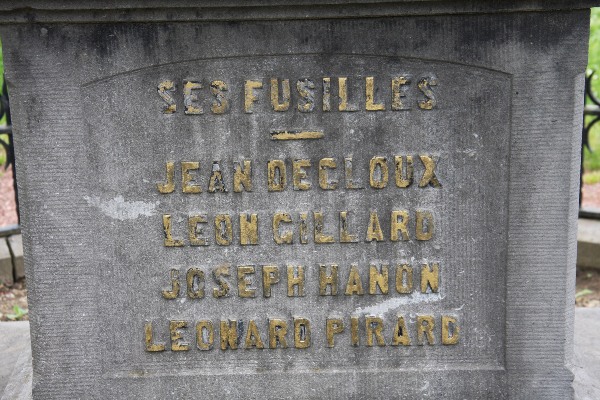 SES FUSILLES
JEAN DECLOUX
LEON GILLARD
JOSEPH HANON
LEONARD PIRARD